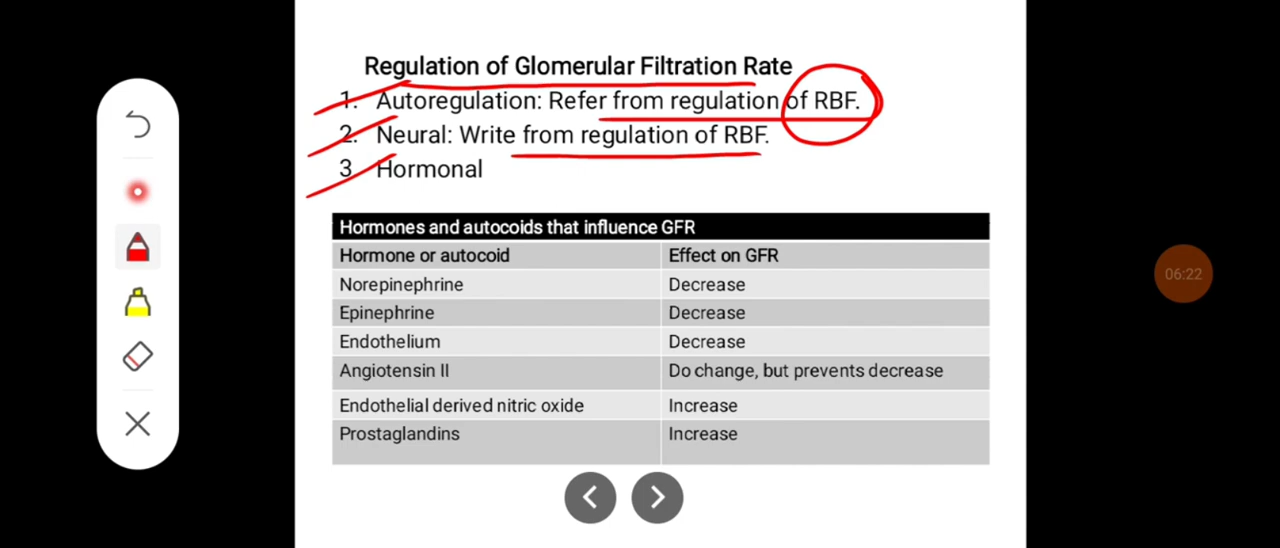 Regulation of Glomerular Filtration Rate
1. Autoregulation: Refer from regulation of RBF.
2. Neural: Write from regulation of RBF.
3 Hormonal
Hormones and autocoids that influence GFR
Hormone or autocoid Effect on GFR
Norepinephrine Decrease
Epinephrine Decrease
Endothelium Decrease
Angiotensin II Do change, but prevents decrease
Endothelial derived nitric oxide Increase
Prostaglandins Increase
06:22